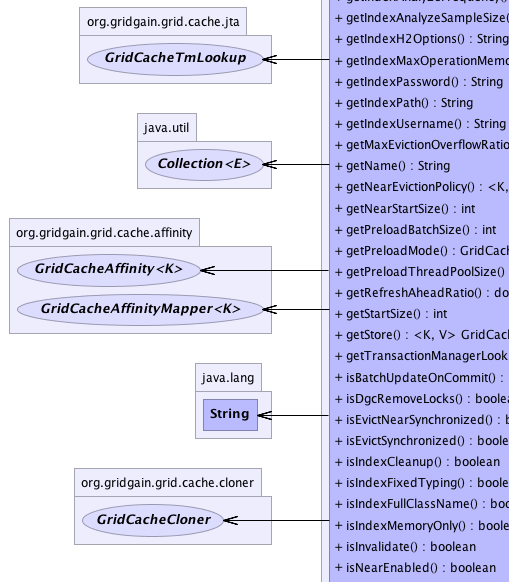 org.gridgain.grid.cache.jta
GridCacheTmLookup
java.util
Collection<E>
org.gridgain.grid.cache.affinity
GridCacheAffinity<K>
GridCacheAffinityMapper<K>
java.lang
String
org.gridgain.grid.cache.cloner
GridCacheCloner
+ getIndexAnalyzeSampleSize(
+ getIndexH2Options() : String
+ getIndexMaxOperationMemo
+ getIndexPassword() : String
+ getIndexPath() : String
+ getIndexUsername() : String
+ getMaxEvictionOverflowRatio
+ getName() : String
+ getNearEvictionPolicy() : <K,
+ getNearStartSize() : int
+ getPreloadBatchSize() : int
+ getPreloadMode() : GridCach
+ getPreloadThreadPoolSize()
+ getRefreshAheadRatio() : do
+ getStartSize() : int
+ getStore() : <K, V> GridCach
+ getTransactionManagerLook
+ isBatchUpdateOnCommit() :
+ isDgcRemoveLocks() : boolea
+ isEvictNearSynchronized() : b
+ isEvictSynchronized() : boole
+ isIndexCleanup() : boolean
+ isIndexFixedTyping() : boole
+ isIndexFullClassName() : boo
+ isIndexMemoryOnly() : boole
+ isInvalidate() : boolean
+ isNearEnabled() : boolean